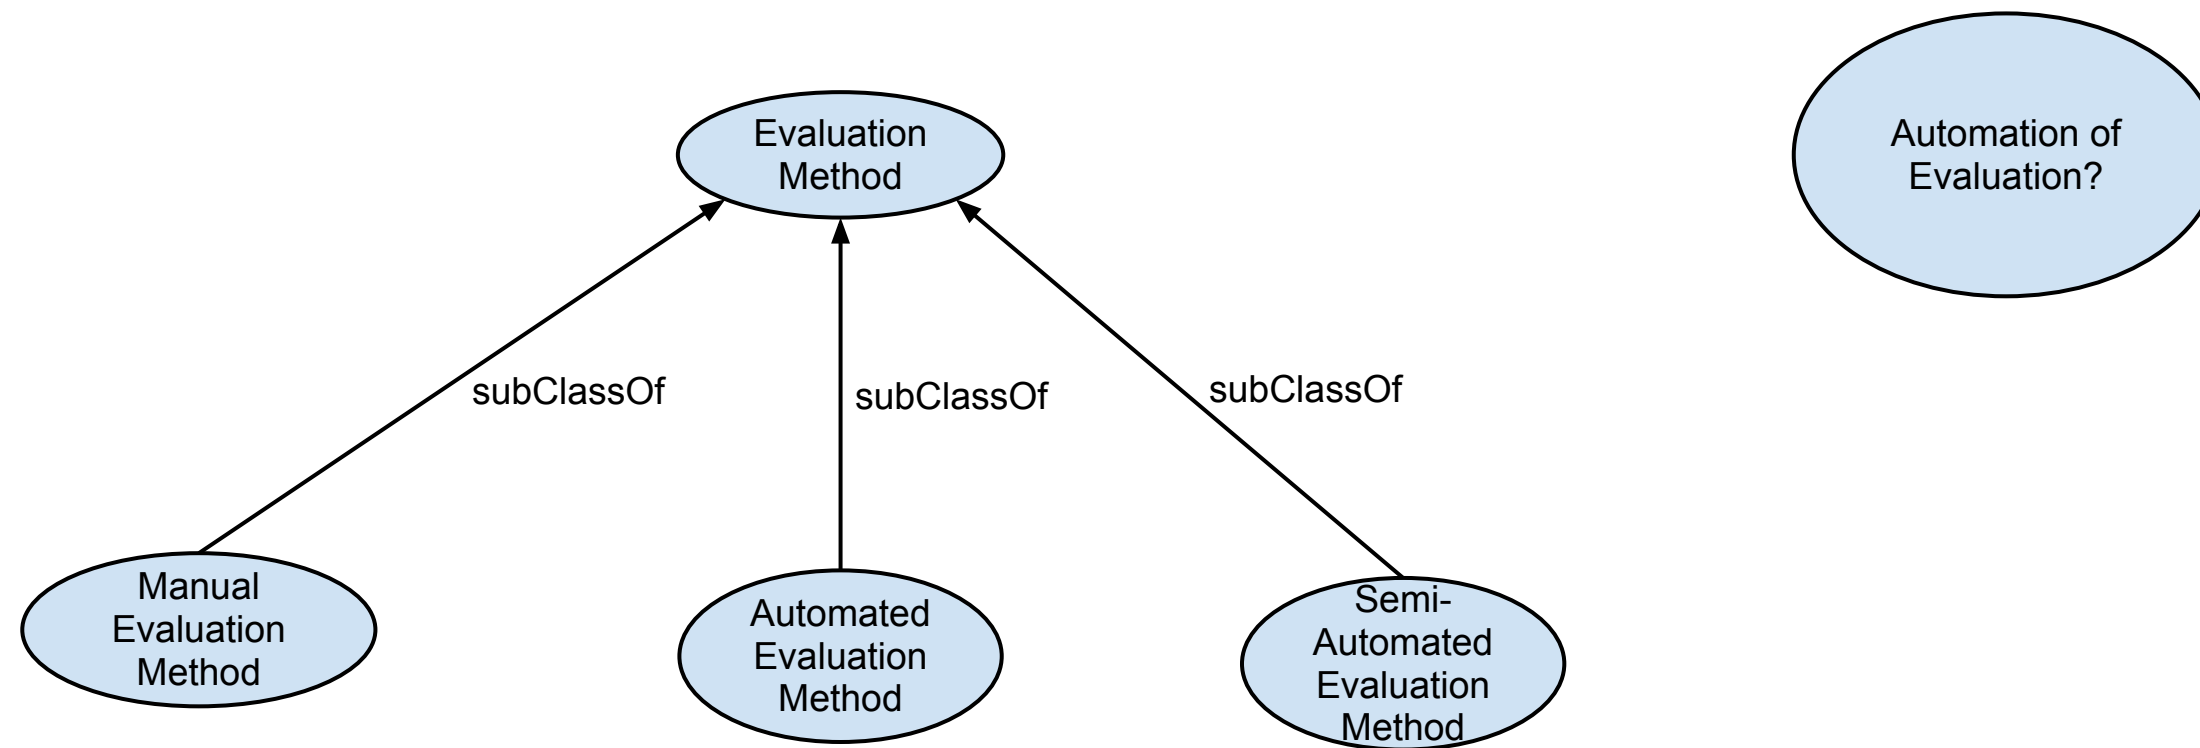 Evaluation
Method
Automation of
Evaluation?
subClassOf
subClassOf
subClassOf
Manual
Evaluation
Method
Automated
Evaluation
Method
Semi-
Automated
Evaluation
Method